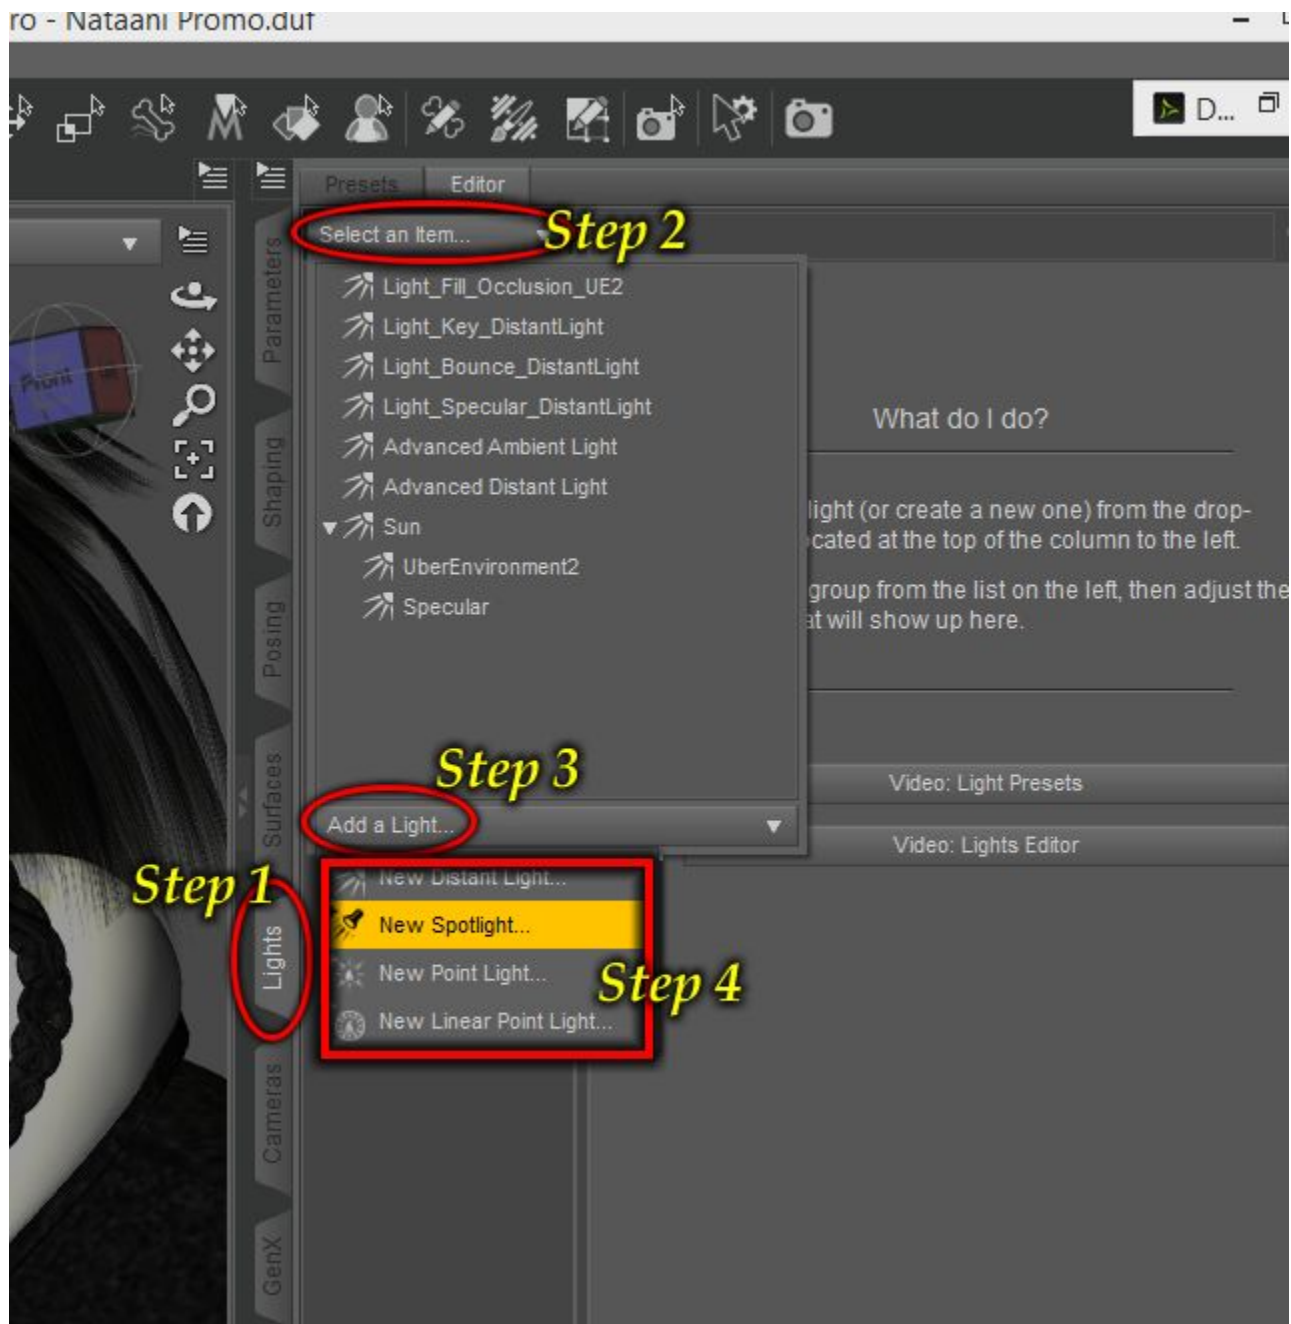 ro - Nataani Promo.duf
D...
Presets Editor
Select an Item...
Step 2
Parameters
Light_Fill_Occlusion_UE2
Light_Key_DistantLight
Light_Bounce_DistantLight
Light_Specular_DistantLight
Advanced Ambient Light
Advanced Distant Light
Sun
UberEnvironment2
Specular
Front
Shaping
Posing
What do I do?
light (or create a new one) from the drop-
cated at the top of the column to the left.
group from the list on the left, then adjust the
at will show up here.
Step 3
Surfaces
Add a Light...
Video: Light Presets
Video: Lights Editor
Step 1
Lights
New Distant Light...
New Spotlight...
New Point Light...
New Linear Point Light...
Step 4
Cameras
GenX